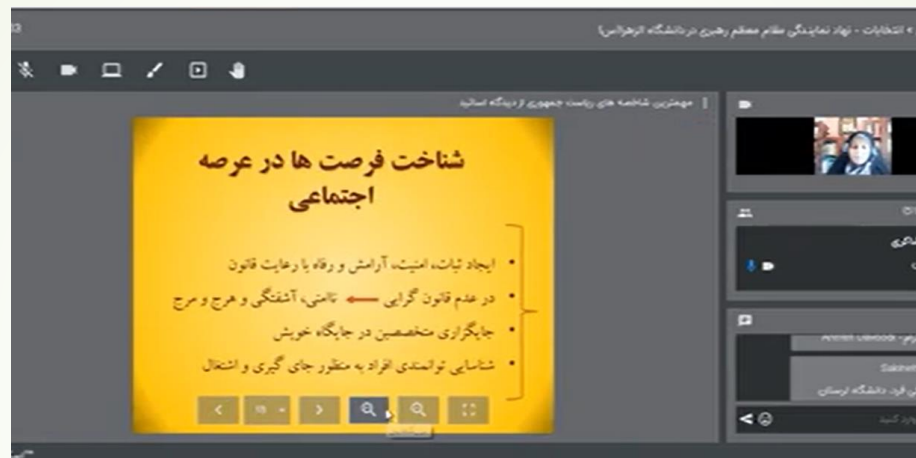 انتخابات - نهاد نمایندگی مقام معظم رهبری در دانشگاه الزهرا(س)
مهمترین شاخصه های ریاست جمهوری از دیدگاه اساتید
شناخت فرصت ها در عرصه
اجتماعی
• ایجاد ثبات، امنیت، آرامش و رفاه با رعایت قانون
• در عدم قانون گرایی ← ناامنی، آشفتگی و هرج و مرج
• جایگزاری متخصصین در جایگاه خویش
• شناسایی توانمندی افراد به منظور جای گیری و اشتغال
دانشگاه لرستان